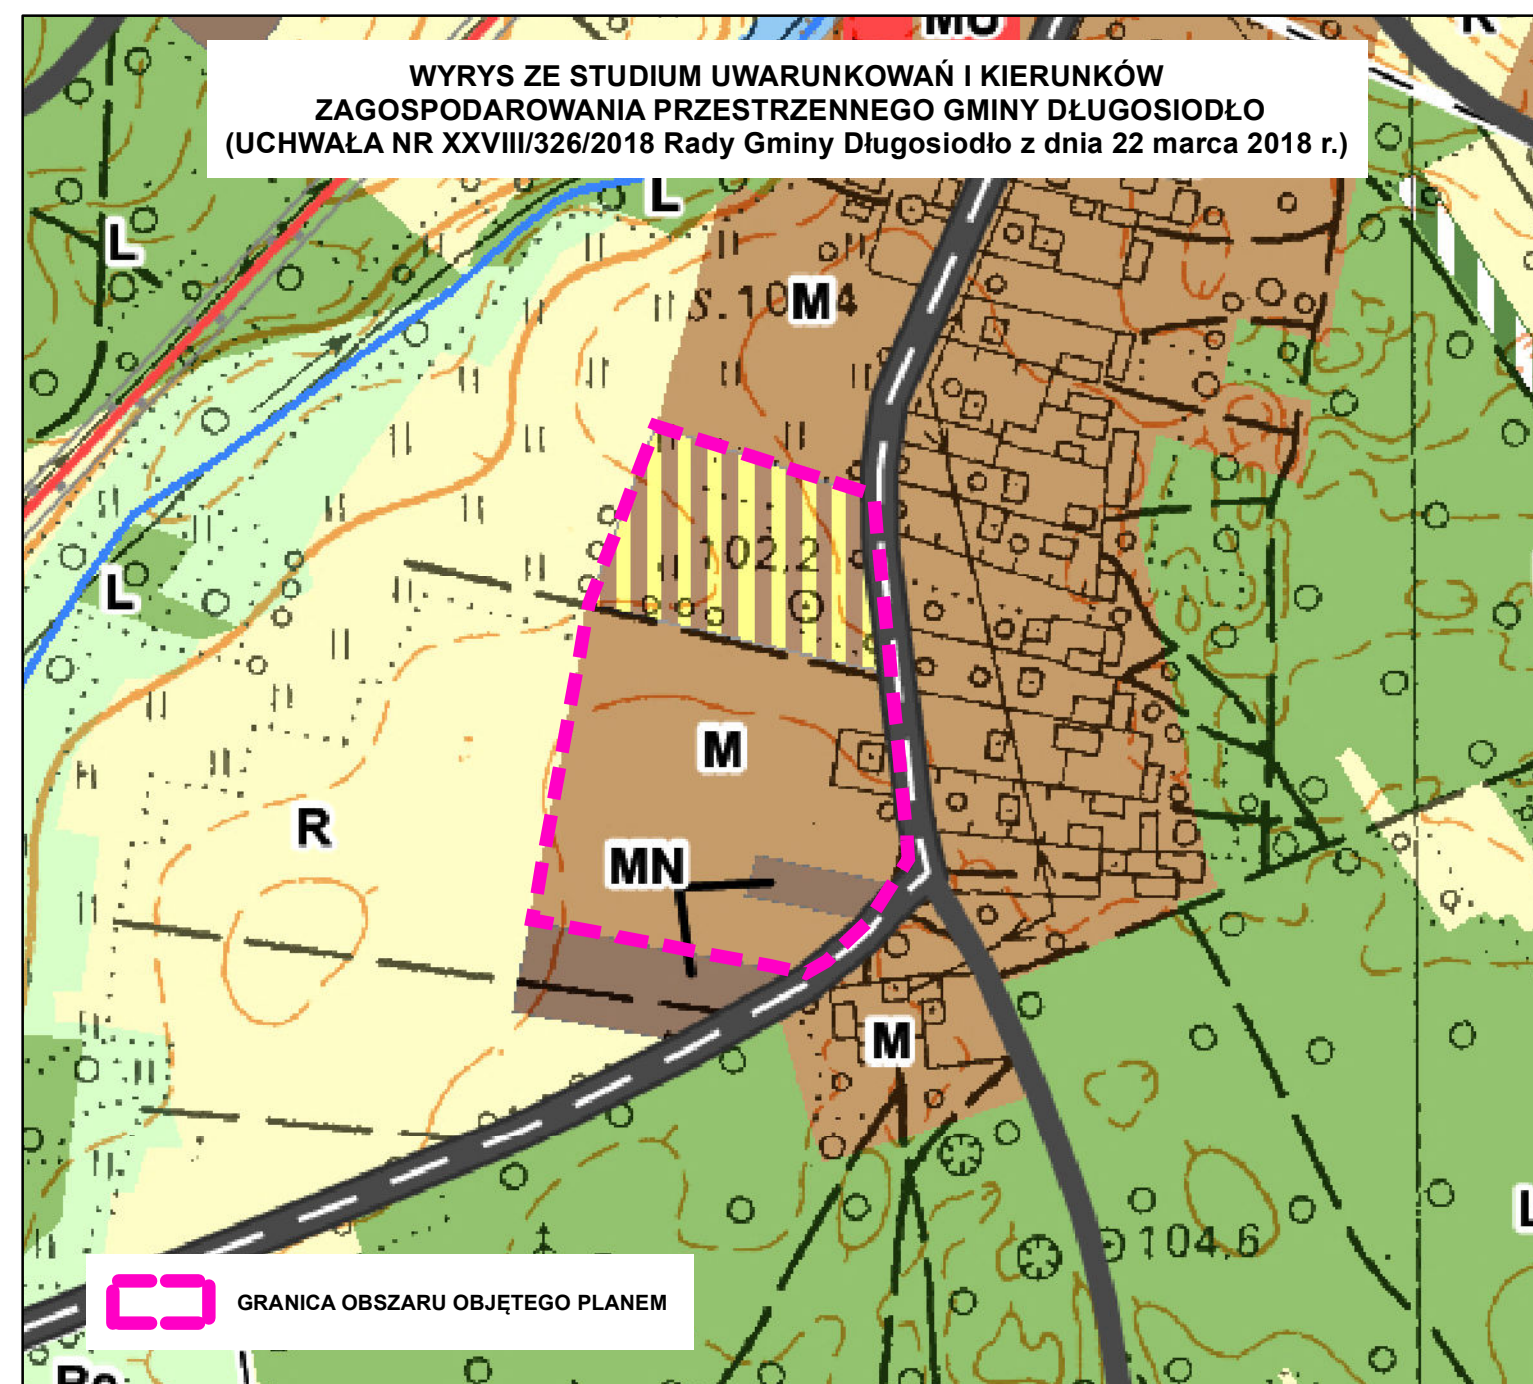 MU
R
WYRYS ZE STUDIUM UWARUNKOWAŃ I KIERUNKÓW
ZAGOSPODAROWANIA PRZESTRZENNEGO GMINY DŁUGOSIODŁO
(UCHWAŁA NR XXVIII/326/2018 Rady Gminy Długosiodło z dnia 22 marca 2018 r.)
L
L
M
102,2
L
M
R
MN
M
L
104,6
GRANICA OBSZARU OBJĘTEGO PLANEM